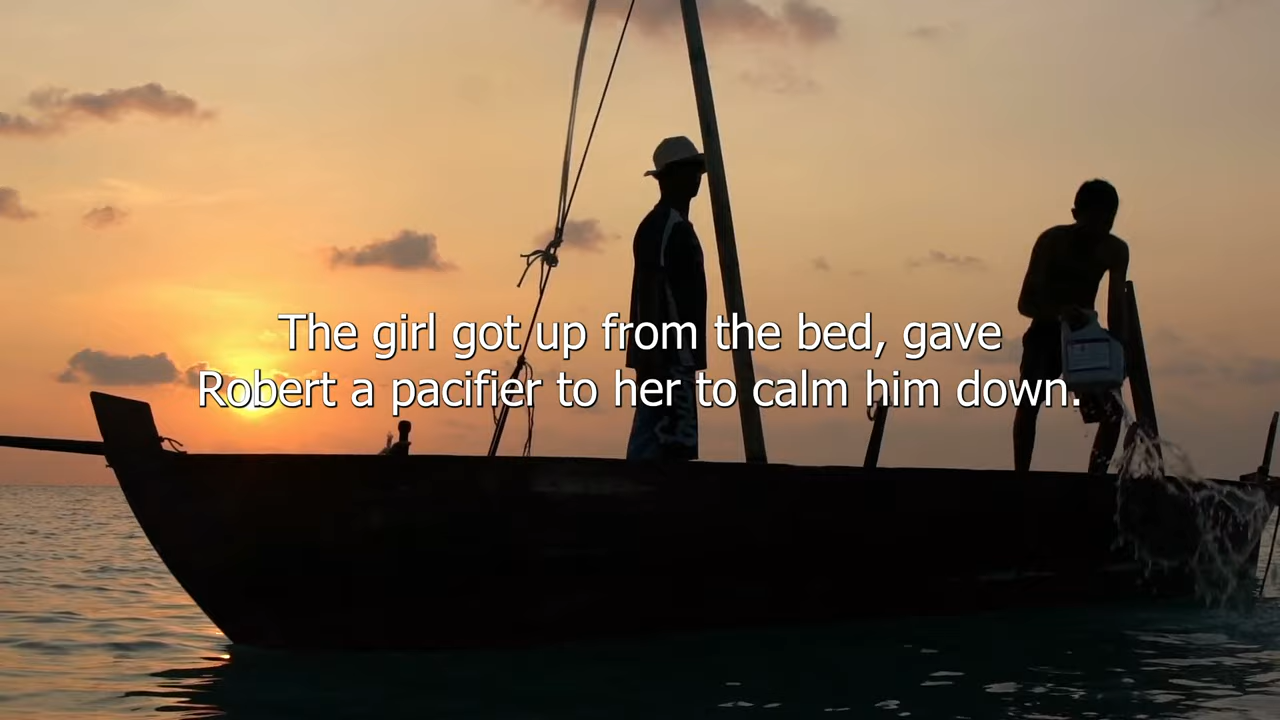 The girl got up from the bed, gave
Robert a pacifier to her to calm him down.